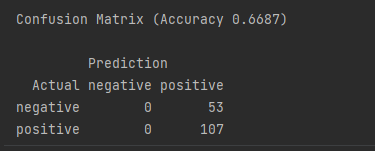 Confusion Matrix (Accuracy 0.6687)
Prediction
Actual negative positive
negative 0 53
positive 0 107